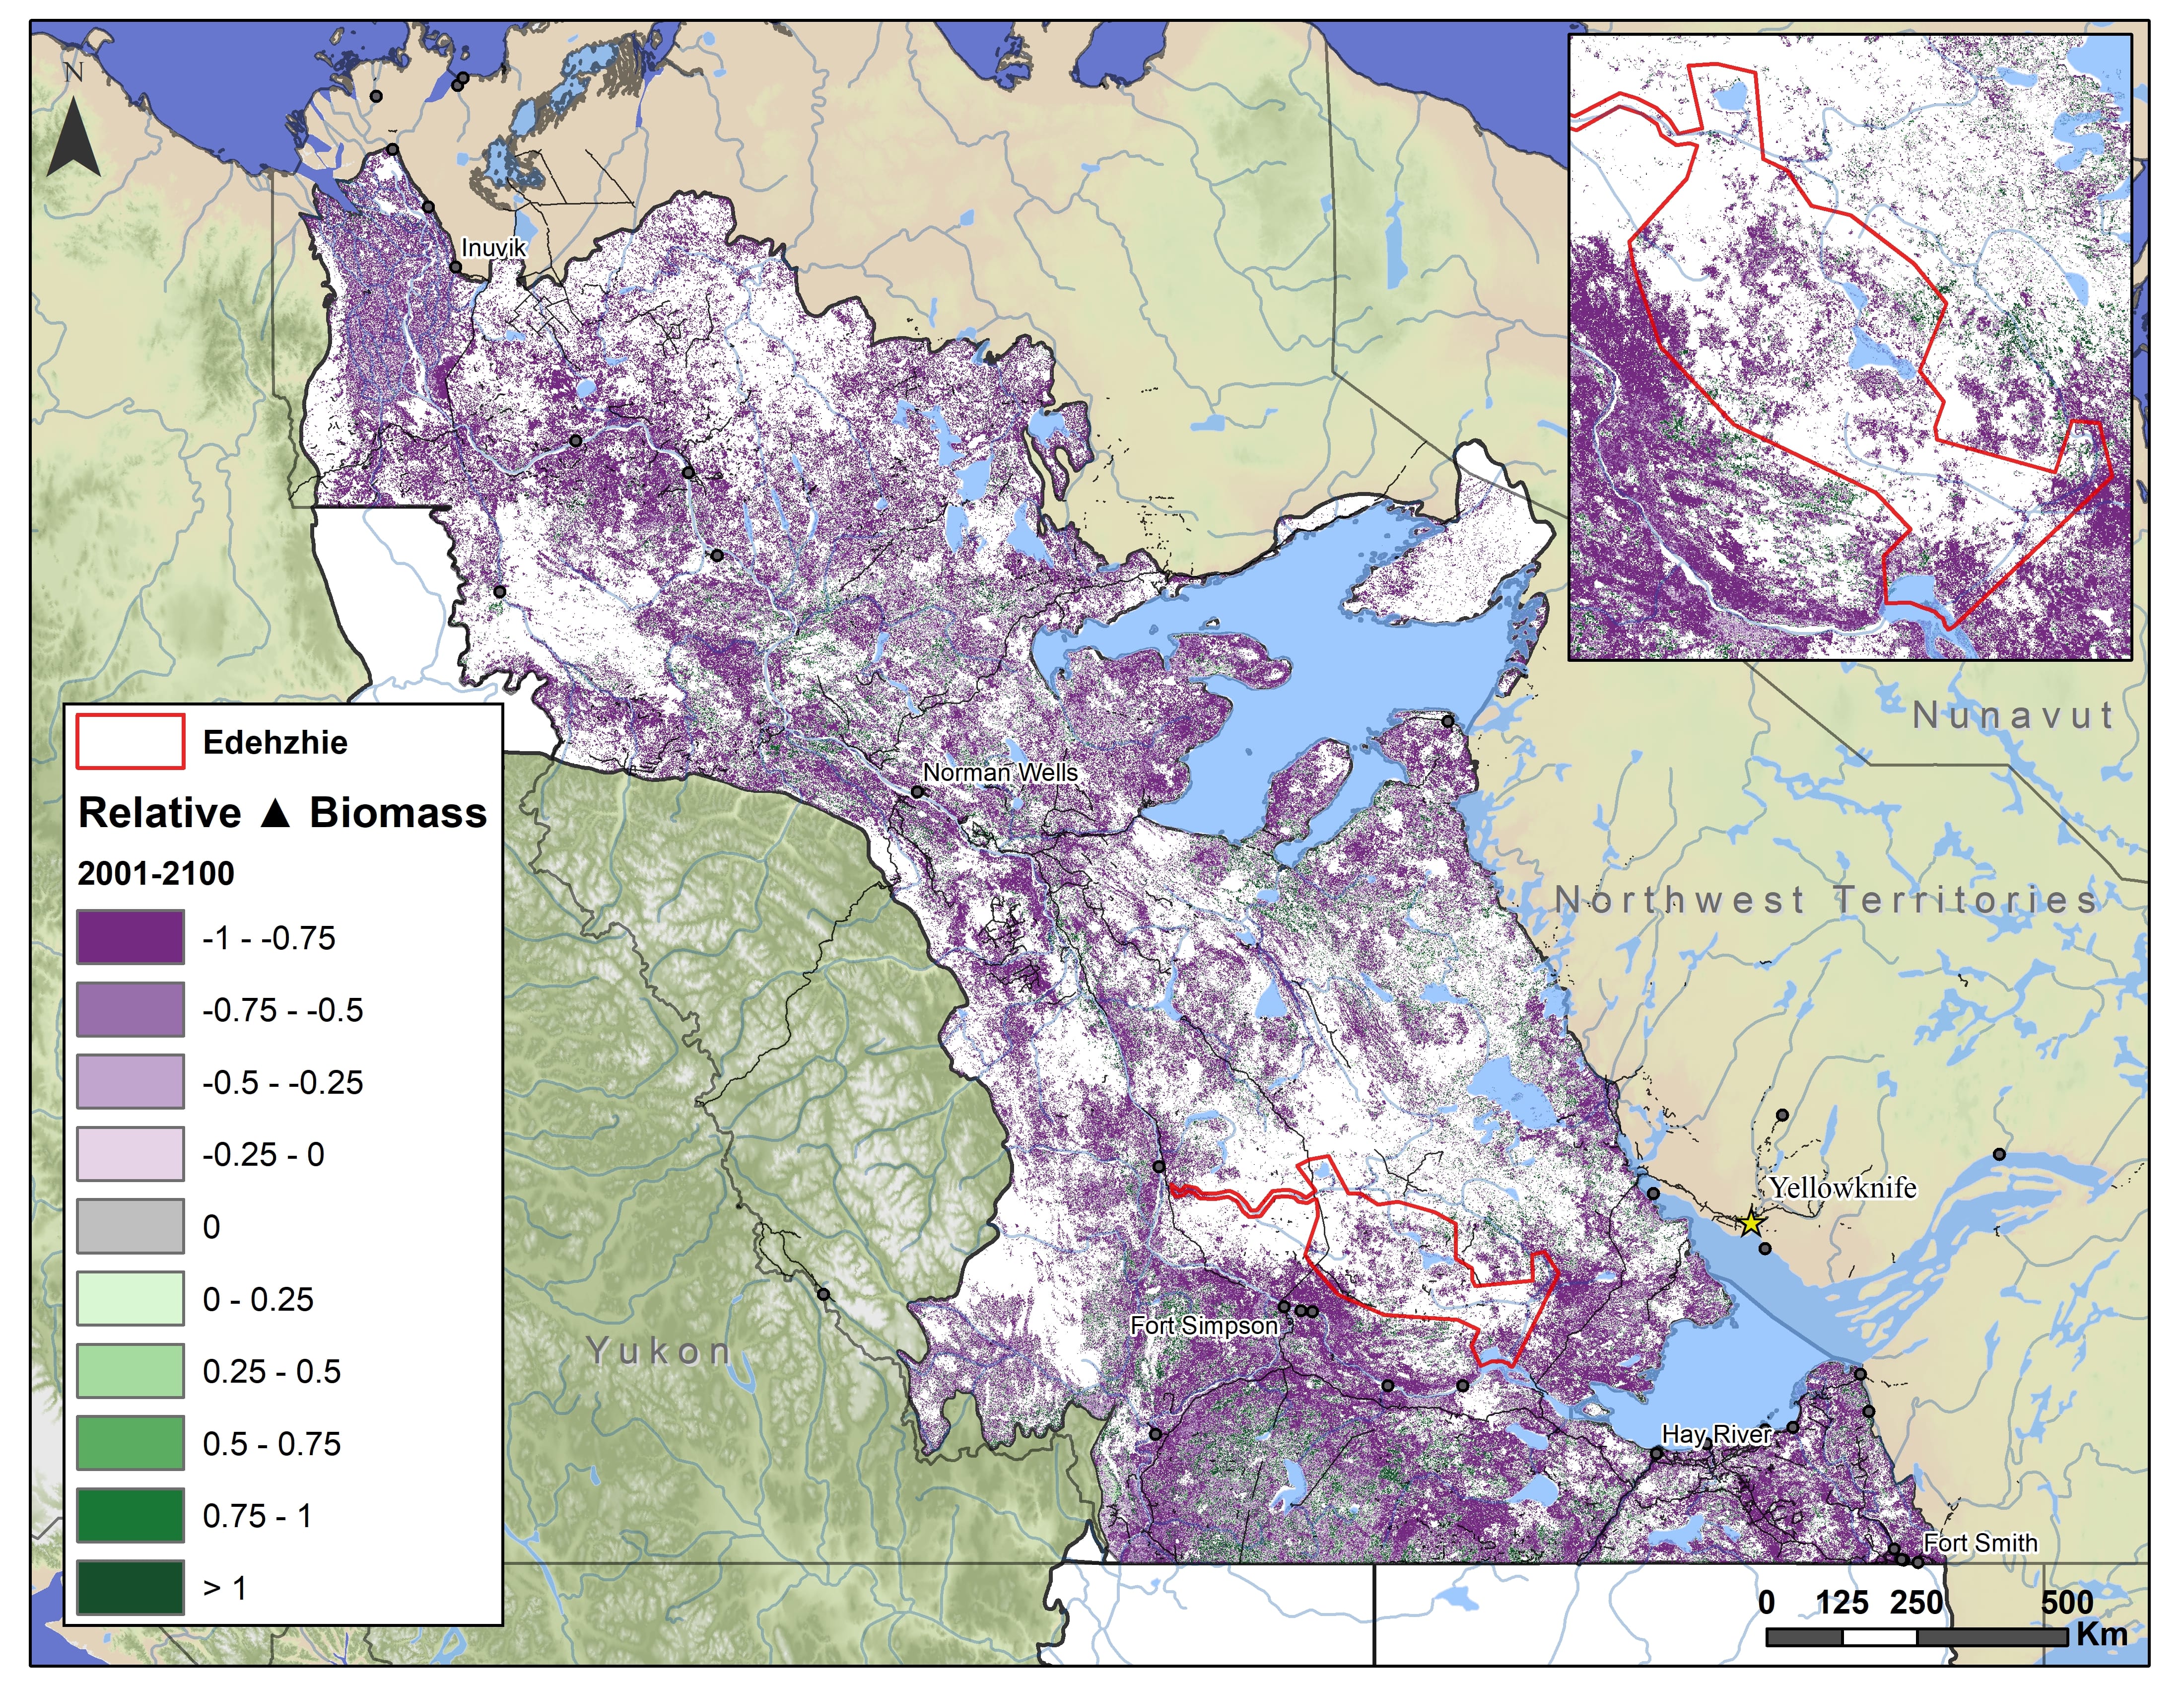 N
Inuvik
Nunavut
Edehzhie
Norman Wells
Relative ▲ Biomass
2001-2100
Northwest Territories
-1 - -0.75
-0.75 - -0.5
-0.5 - -0.25
-0.25 - 0
Yellowknife
0
0 - 0.25
Fort Simpson
Yukon
0.25 - 0.5
Hay River
0.5 - 0.75
0.75 - 1
Fort Smith
> 1
0 125 250 500
Km